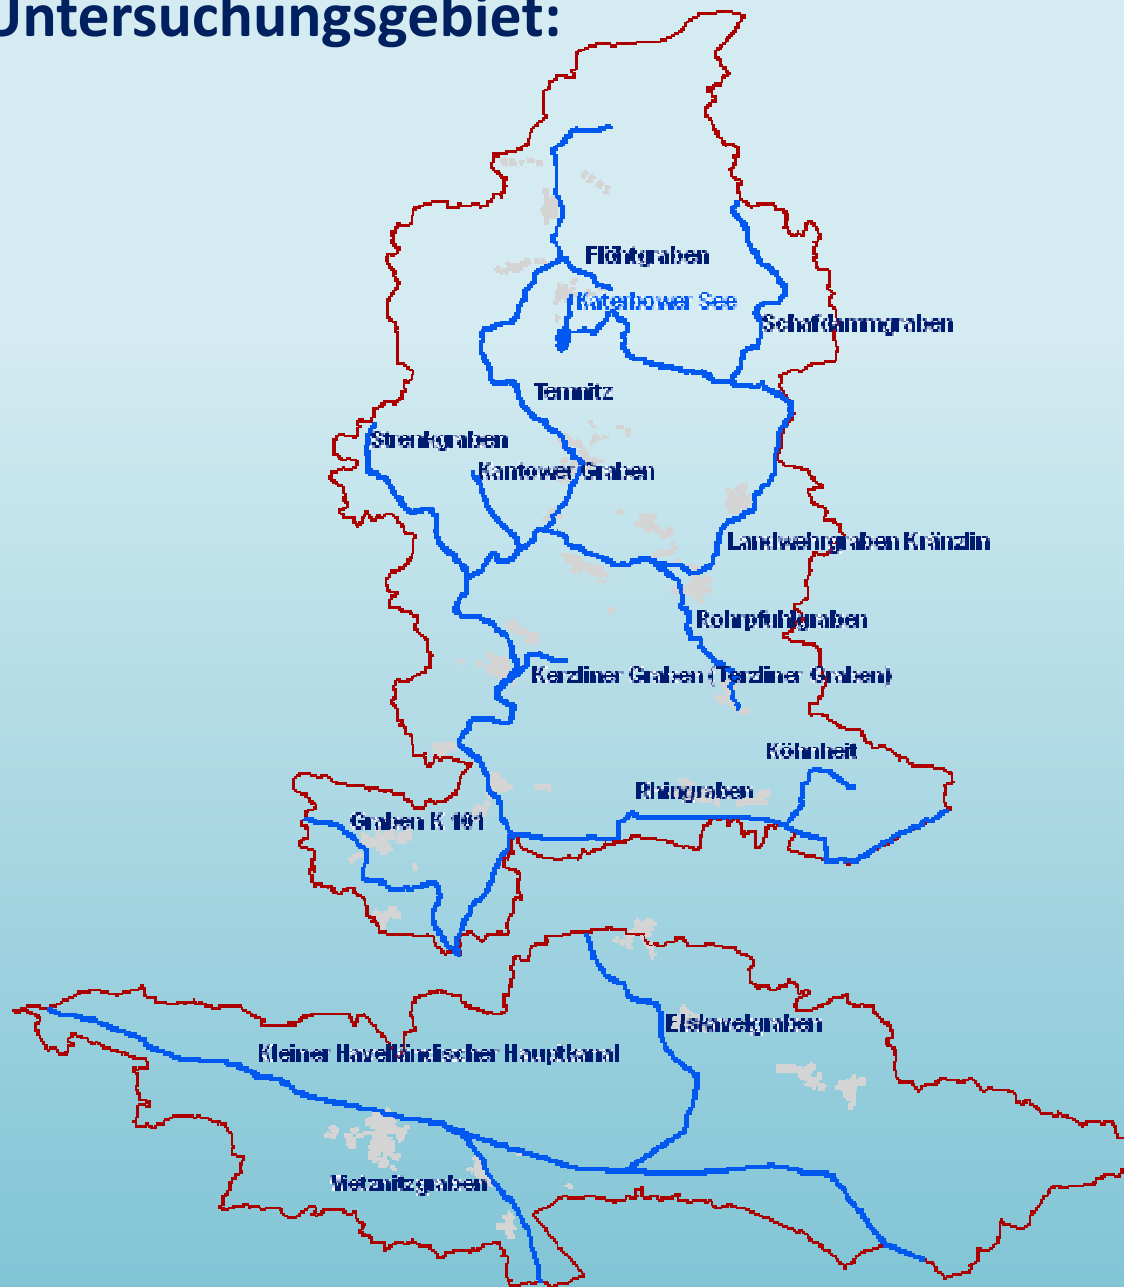 Untersuchungsgebiet:
Flöhtgraben
Katerbower See
Schafdammgraben
Temnitz
Strenkgraben
Kantower Graben
Landwehrgraben Kränzlin
Rohrpfuhlgraben
Kerzliner Graben (Terzliner Graben)
Köhnheit
Rhingraben
Graben K 101
Elskavelgraben
Kleiner Havelländischer Hauptkanal
Vietznitzgraben